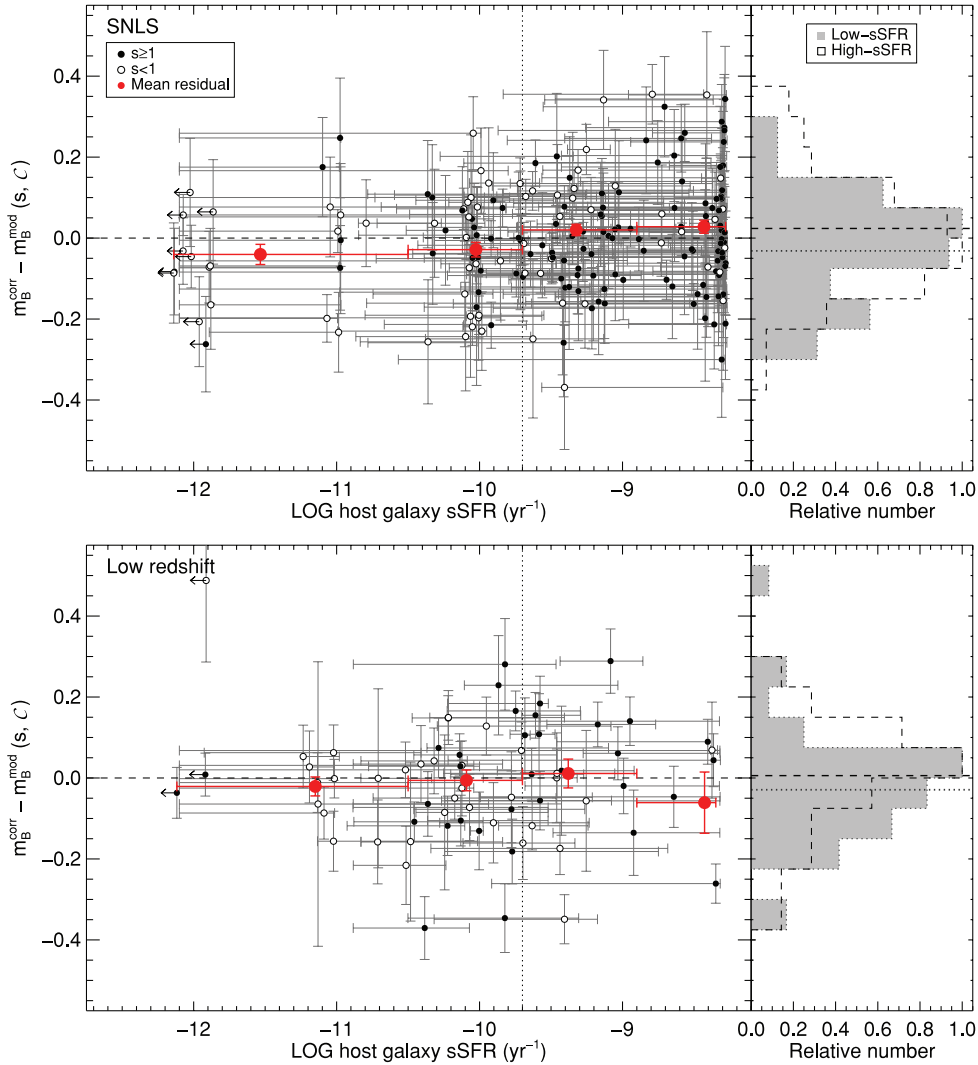 SNLS
s≥1
s<1
Mean residual
Low-sSFR
High-sSFR
0.4
0.2
0.0
−0.2
−0.4
m_B^corr − m_B^mod (s, C)
−12 −11 −10 −9
LOG host galaxy sSFR (yr⁻¹)
0.0 0.2 0.4 0.6 0.8 1.0
Relative number
Low redshift
0.4
0.2
0.0
−0.2
−0.4
m_B^corr − m_B^mod (s, C)
−12 −11 −10 −9
LOG host galaxy sSFR (yr⁻¹)
0.0 0.2 0.4 0.6 0.8 1.0
Relative number